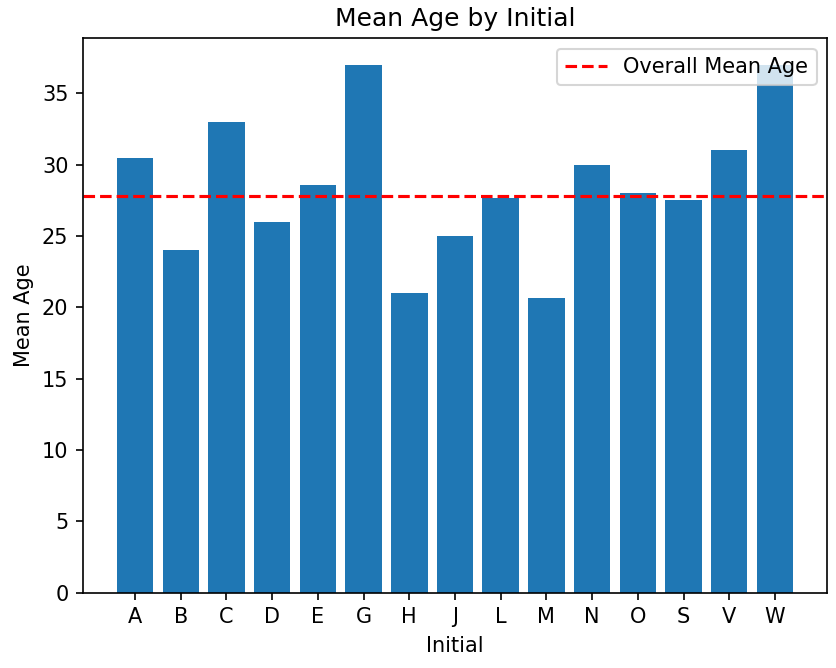 Mean Age by Initial
Overall Mean Age
Mean Age
35
30
25
20
15
10
5
0
A B C D E G H J L M N O S V W
Initial